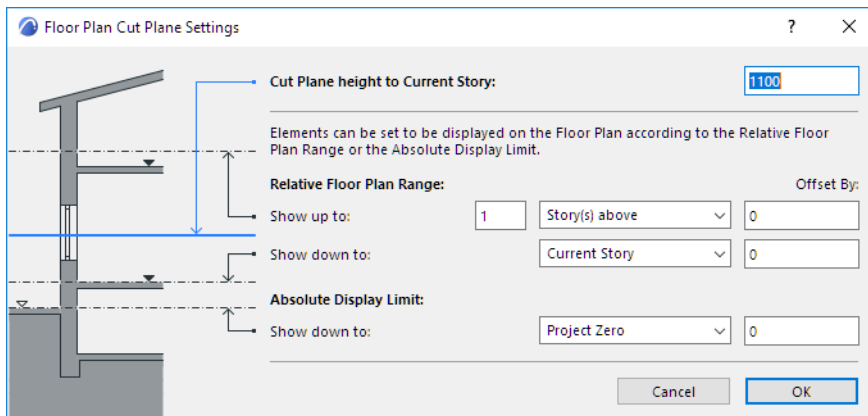 Floor Plan Cut Plane Settings
?
Cut Plane height to Current Story: 1100
Elements can be set to be displayed on the Floor Plan according to the Relative Floor
Plan Range or the Absolute Display Limit.
Relative Floor Plan Range: Offset By:
Show up to: 1 Story(s) above 0
Show down to: Current Story 0
Absolute Display Limit:
Show down to: Project Zero 0
Cancel OK